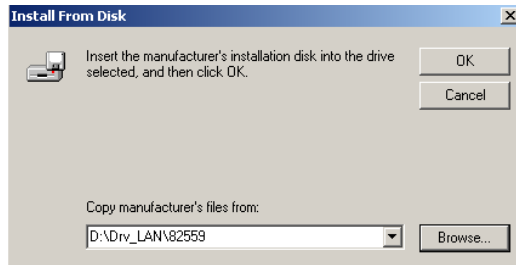 Install From Disk
Insert the manufacturer's installation disk into the drive
selected, and then click OK.
OK
Cancel
Copy manufacturer's files from:
D:\Drv_LAN\82559
Browse...